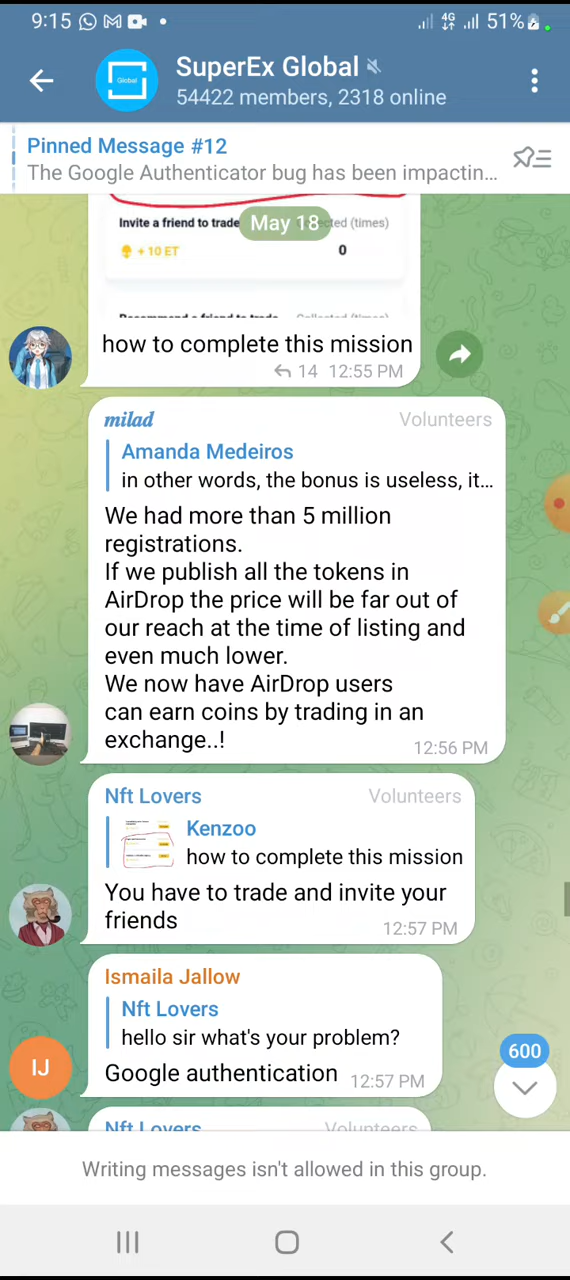 9:15
4G
51%
Global
SuperEx Global
54422 members, 2318 online
Pinned Message #12
The Google Authenticator bug has been impactin...
Invite a friend to trade
May 18
(times)
+ 10 ET
0
how to complete this mission
14 12:55 PM
milad
Volunteers
Amanda Medeiros
in other words, the bonus is useless, it...
We had more than 5 million
registrations.
If we publish all the tokens in
AirDrop the price will be far out of
our reach at the time of listing and
even much lower.
We now have AirDrop users
can earn coins by trading in an
exchange..!
12:56 PM
Nft Lovers
Volunteers
Kenzoo
how to complete this mission
You have to trade and invite your
friends
12:57 PM
Ismaila Jallow
Nft Lovers
hello sir what's your problem?
IJ
Google authentication
12:57 PM
600
Nft Lovers
Volunteers
Writing messages isn't allowed in this group.